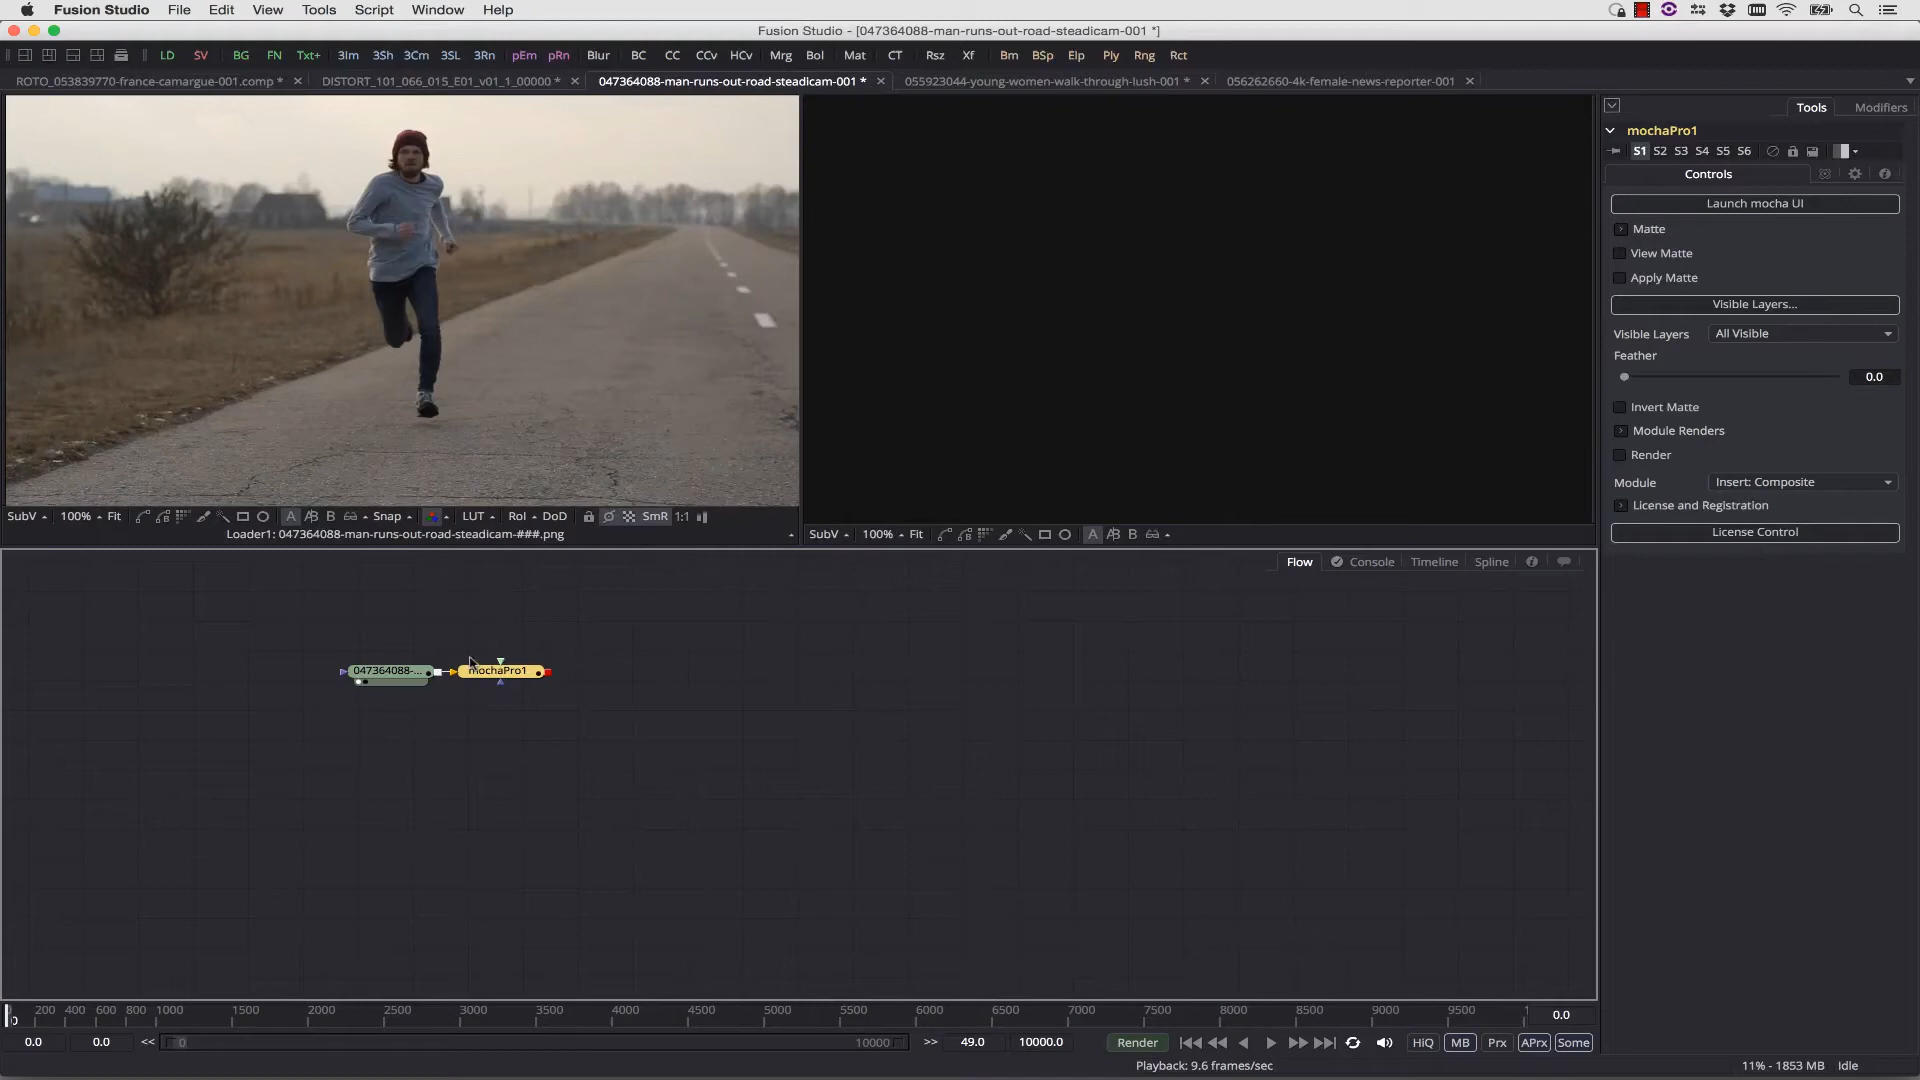 Fusion Studio File Edit View Tools Script Window Help
Fusion Studio - [047364088-man-runs-out-road-steadicam-001 *]
LD SV BG FN Txt+ 3Im 3Sh 3Cm 3SL 3Rn pEm pRn Blur BC CC CCv HCv Mrg Bol Mat CT Rsz Xf Bm BSp Elp Ply Rng Rct
ROTO_053839770-france-camargue-001.comp * DISTORT_101_066_015_E01_v01_1_00000 * 047364088-man-runs-out-road-steadicam-001 * 055923044-young-women-walk-through-lush-001 * 056262660-4k-female-news-reporter-001
Tools Modifiers
mochaPro1
S1 S2 S3 S4 S5 S6
Controls
Launch mocha UI
Matte
View Matte
Apply Matte
Visible Layers...
Visible Layers All Visible
Feather
0.0
Invert Matte
Module Renders
Render
Module Insert: Composite
License and Registration
License Control
SubV 100% Fit A B Snap LUT RoI DoD SmR 1:1
Loader1: 047364088-man-runs-out-road-steadicam-###.png
SubV 100% Fit A B
Flow Console Timeline Spline
047364088-... mochaPro1
0 200 400 600 800 1000 1500 2000 2500 3000 3500 4000 4500 5000 5500 6000 6500 7000 7500 8000 8500 9000 9500 0.0
0.0 0.0 << 0 10000 >> 49.0 10000.0 Render HiQ MB Prx APrx Some
Playback: 9.6 frames/sec 11% - 1853 MB Idle